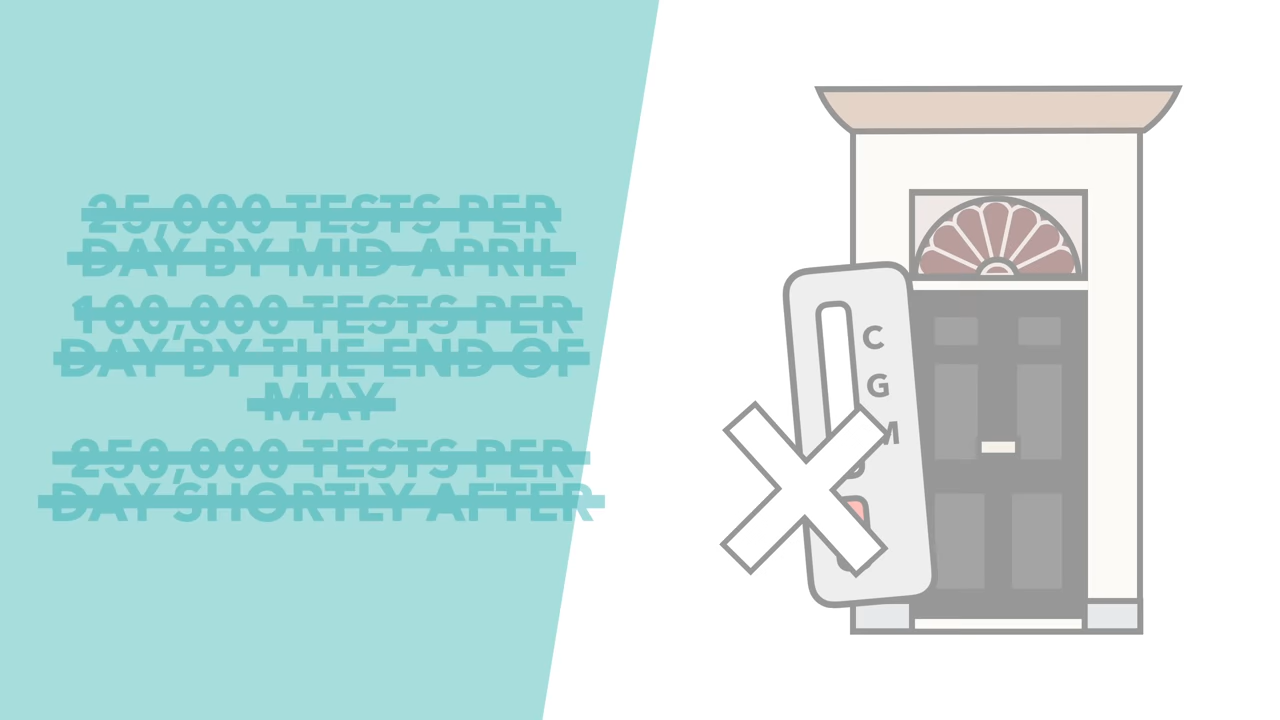 25,000 TESTS PER
DAY BY MID-APRIL
100,000 TESTS PER
DAY BY THE END OF
MAY
250,000 TESTS PER
DAY SHORTLY AFTER
C
G
M